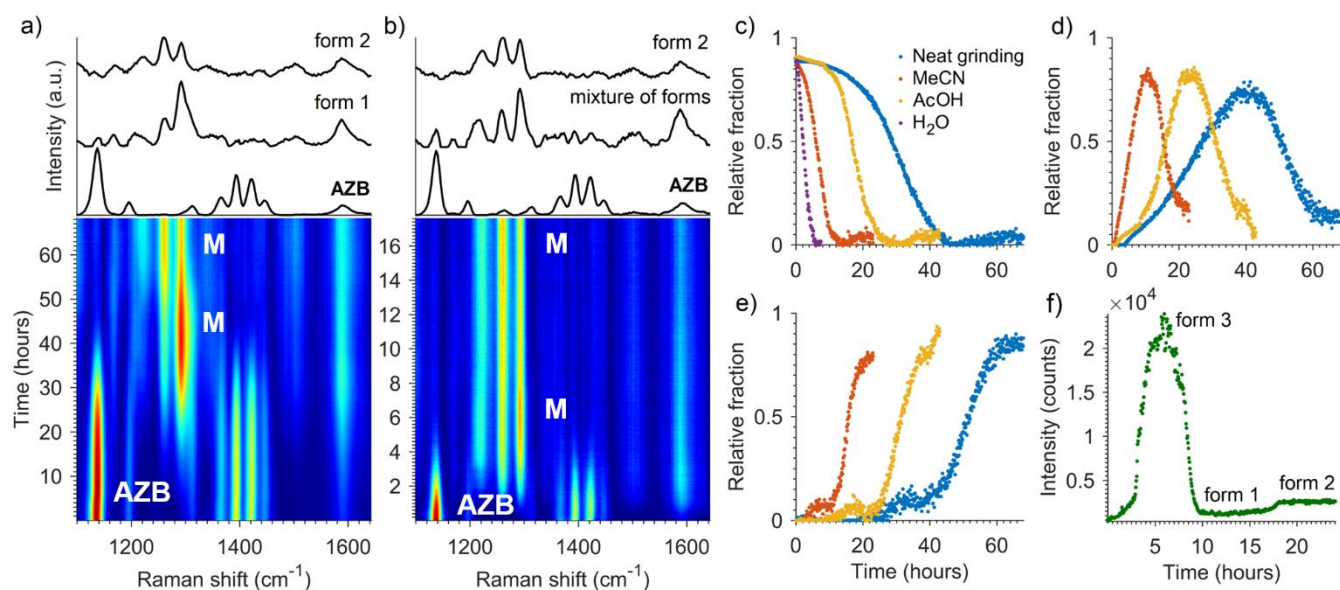 a)
Intensity (a.u.)
form 2
form 1
AZB
M
M
AZB
Time (hours)
60
50
40
30
20
10
1200 1400 1600
Raman shift (cm⁻¹)
b)
form 2
mixture of forms
AZB
M
M
AZB
16
14
12
10
8
6
4
2
1200 1400 1600
Raman shift (cm⁻¹)
c)
Relative fraction
1
0.5
0
Neat grinding
MeCN
AcOH
H₂O
0 20 40 60
d)
Relative fraction
1
0.5
0
0 20 40 60
e)
Relative fraction
1
0.5
0
0 20 40 60
Time (hours)
f)
×10⁴
Intensity (counts)
2
1.5
1
0.5
0
form 3
form 1
form 2
5 10 15 20
Time (hours)